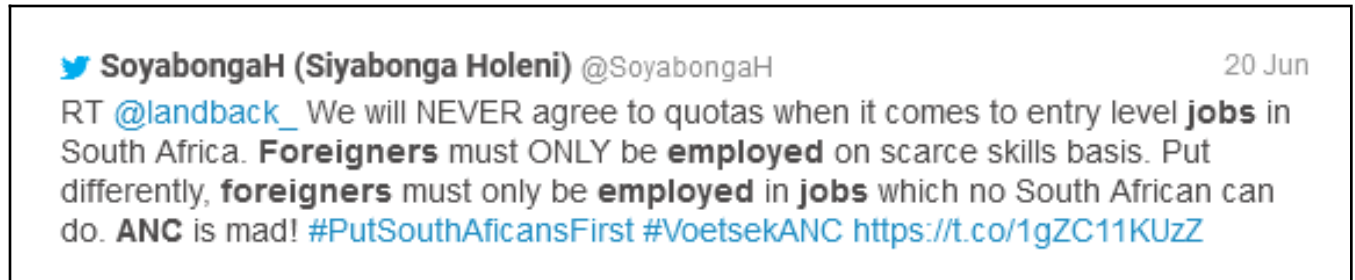 SoyabongaH (Siyabonga Holeni) @SoyabongaH 20 Jun
RT @landback_ We will NEVER agree to quotas when it comes to entry level jobs in
South Africa. Foreigners must ONLY be employed on scarce skills basis. Put
differently, foreigners must only be employed in jobs which no South African can
do. ANC is mad! #PutSouthAficansFirst #VoetsekANC https://t.co/1gZC11KUzZ